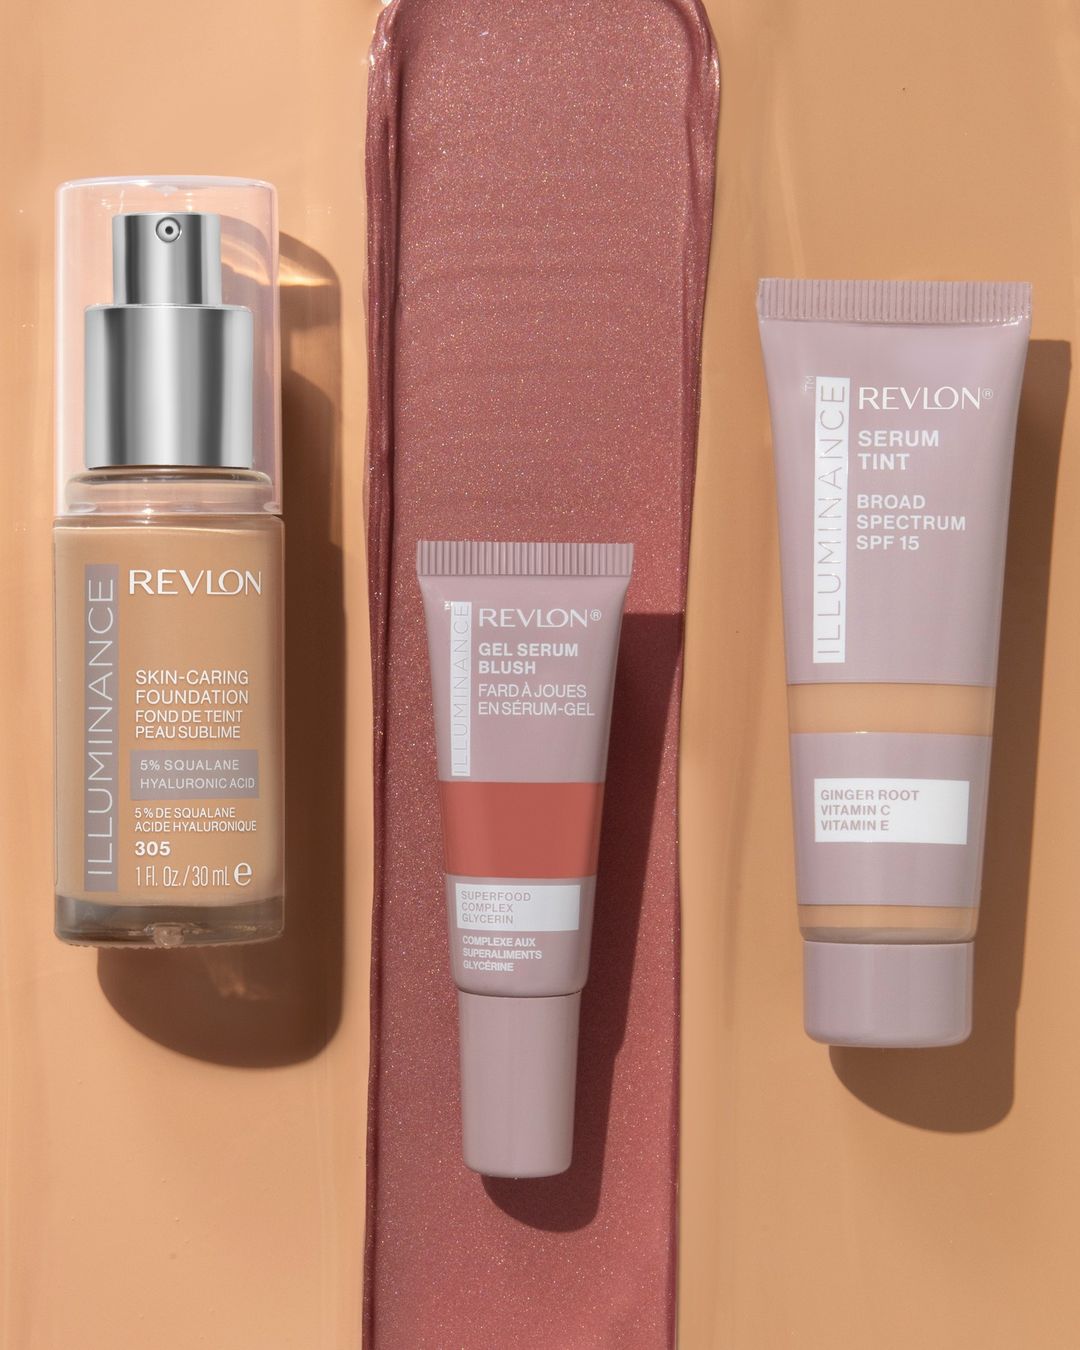 ILLUMINANCE
REVLON
SKIN-CARING
FOUNDATION
FOND DE TEINT
PEAU SUBLIME
5% SQUALANE
HYALURONIC ACID
5% DE SQUALANE
ACIDE HYALURONIQUE
305
1 Fl. Oz./30 mL e
ILLUMINANCE™
REVLON®
GEL SERUM
BLUSH
FARD À JOUES
EN SÉRUM-GEL
SUPERFOOD
COMPLEX
GLYCERIN
COMPLEXE AUX
SUPERALIMENTS
GLYCÉRINE
ILLUMINANCE™
REVLON®
SERUM
TINT
BROAD
SPECTRUM
SPF 15
GINGER ROOT
VITAMIN C
VITAMIN E